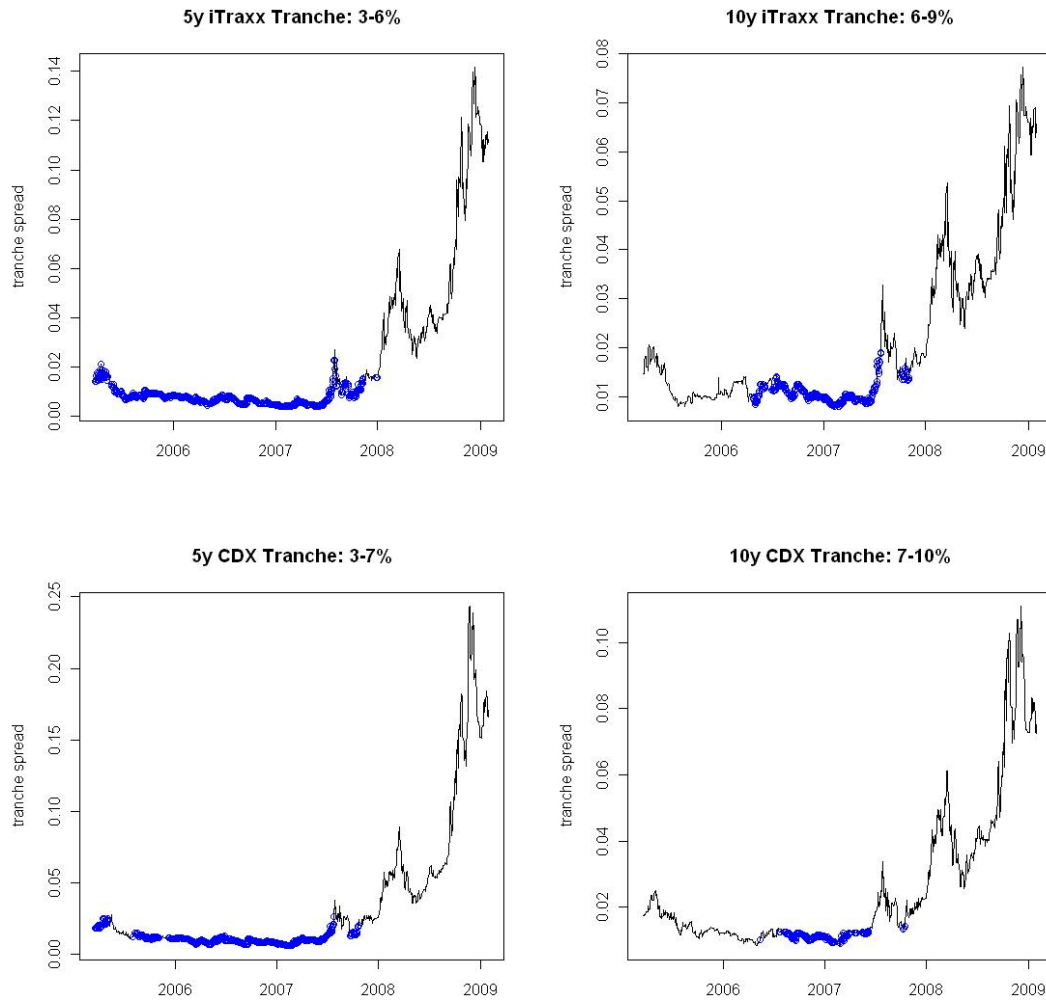 5y iTraxx Tranche: 3-6%
tranche spread
0.00 0.02 0.04 0.06 0.08 0.10 0.12 0.14
2006 2007 2008 2009
10y iTraxx Tranche: 6-9%
tranche spread
0.01 0.02 0.03 0.04 0.05 0.06 0.07 0.08
2006 2007 2008 2009
5y CDX Tranche: 3-7%
tranche spread
0.00 0.05 0.10 0.15 0.20 0.25
2006 2007 2008 2009
10y CDX Tranche: 7-10%
tranche spread
0.02 0.04 0.06 0.08 0.10
2006 2007 2008 2009